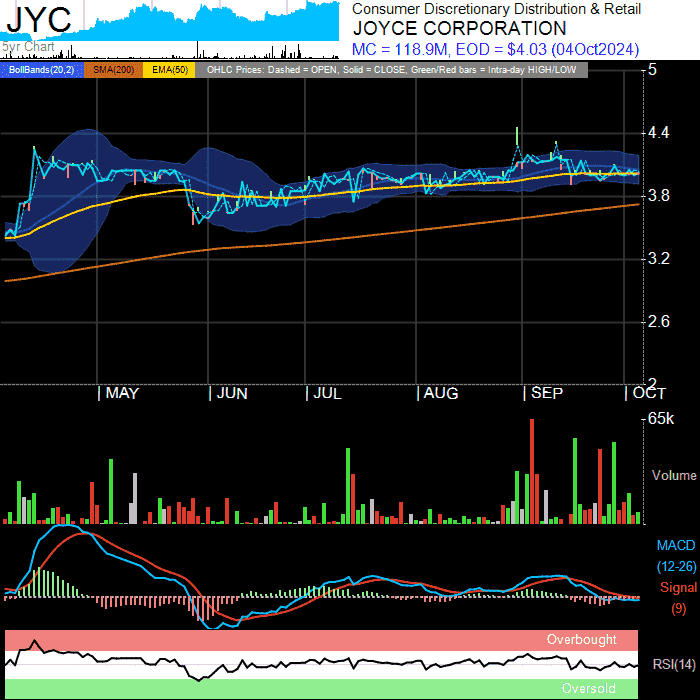 JYC
5yr Chart
Consumer Discretionary Distribution & Retail
JOYCE CORPORATION
MC = 118.9M, EOD = $4.03 (04Oct2024)
BollBands(20,2) SMA(200) EMA(50) OHLC Prices: Dashed = OPEN, Solid = CLOSE, Green/Red bars = Intra-day HIGH/LOW
5
4.4
3.8
3.2
2.6
2
MAY JUN JUL AUG SEP OCT
65k
Volume
MACD
(12-26)
Signal
(9)
Overbought
RSI(14)
Oversold